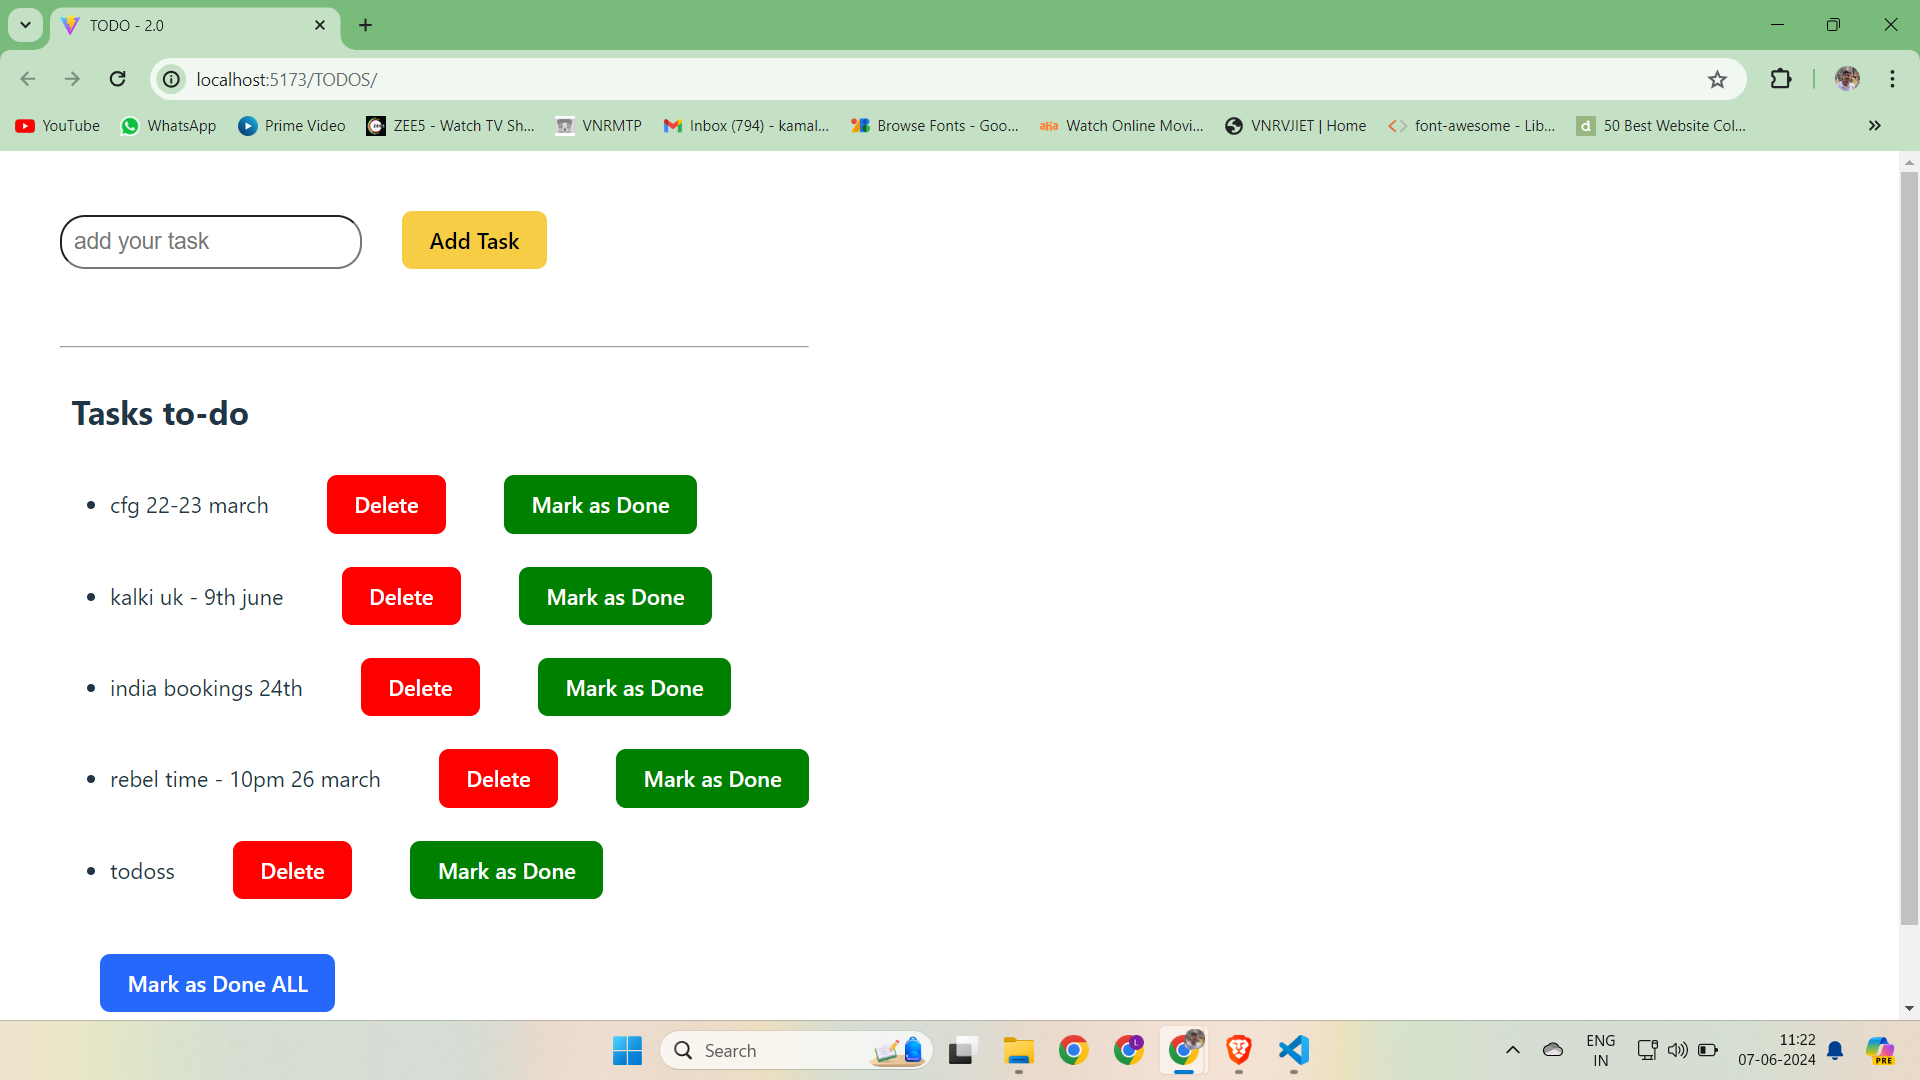 TODO - 2.0
localhost:5173/TODOS/
YouTube WhatsApp Prime Video ZEE5 - Watch TV Sh... VNRMTP Inbox (794) - kamal... Browse Fonts - Goo... aha Watch Online Movi... VNRVJIET | Home font-awesome - Lib... d 50 Best Website Col...
add your task Add Task
Tasks to-do
cfg 22-23 march Delete Mark as Done
kalki uk - 9th june Delete Mark as Done
india bookings 24th Delete Mark as Done
rebel time - 10pm 26 march Delete Mark as Done
todoss Delete Mark as Done
Mark as Done ALL
Search
L
ENG
IN
11:22
07-06-2024
PRE